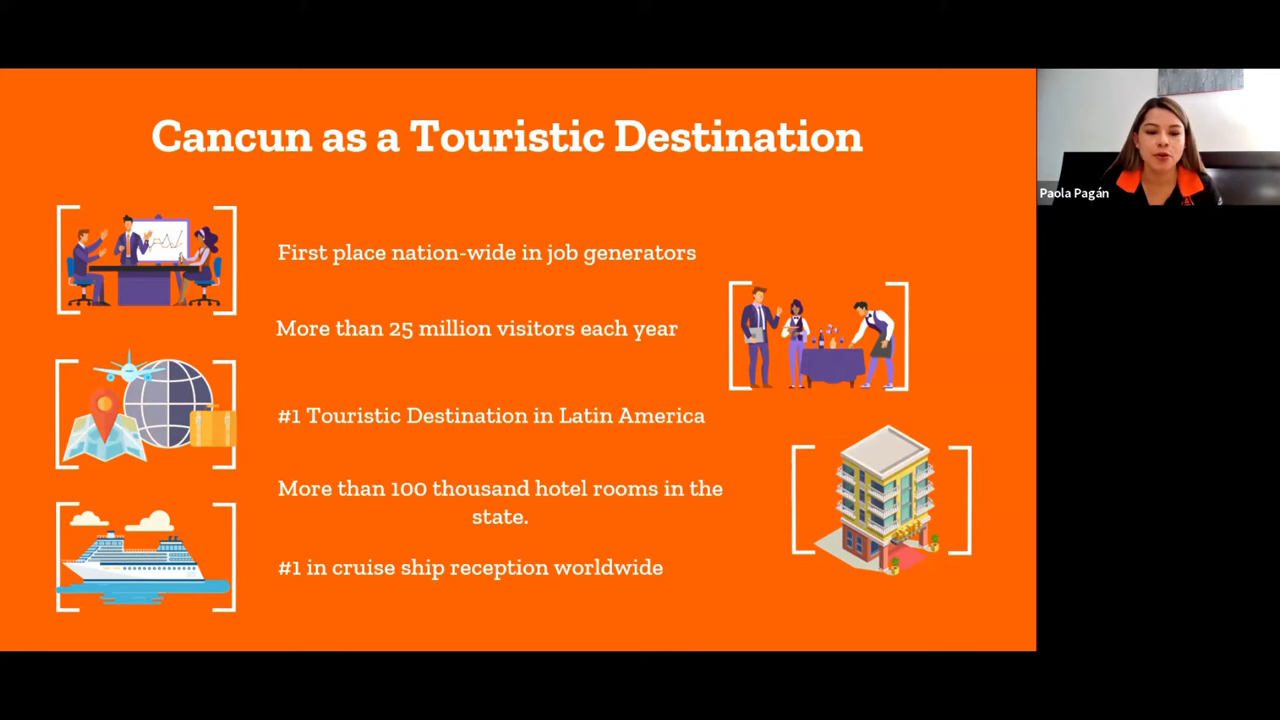 Cancun as a Touristic Destination
First place nation-wide in job generators
More than 25 million visitors each year
#1 Touristic Destination in Latin America
More than 100 thousand hotel rooms in the
state.
#1 in cruise ship reception worldwide
Paola Pagán